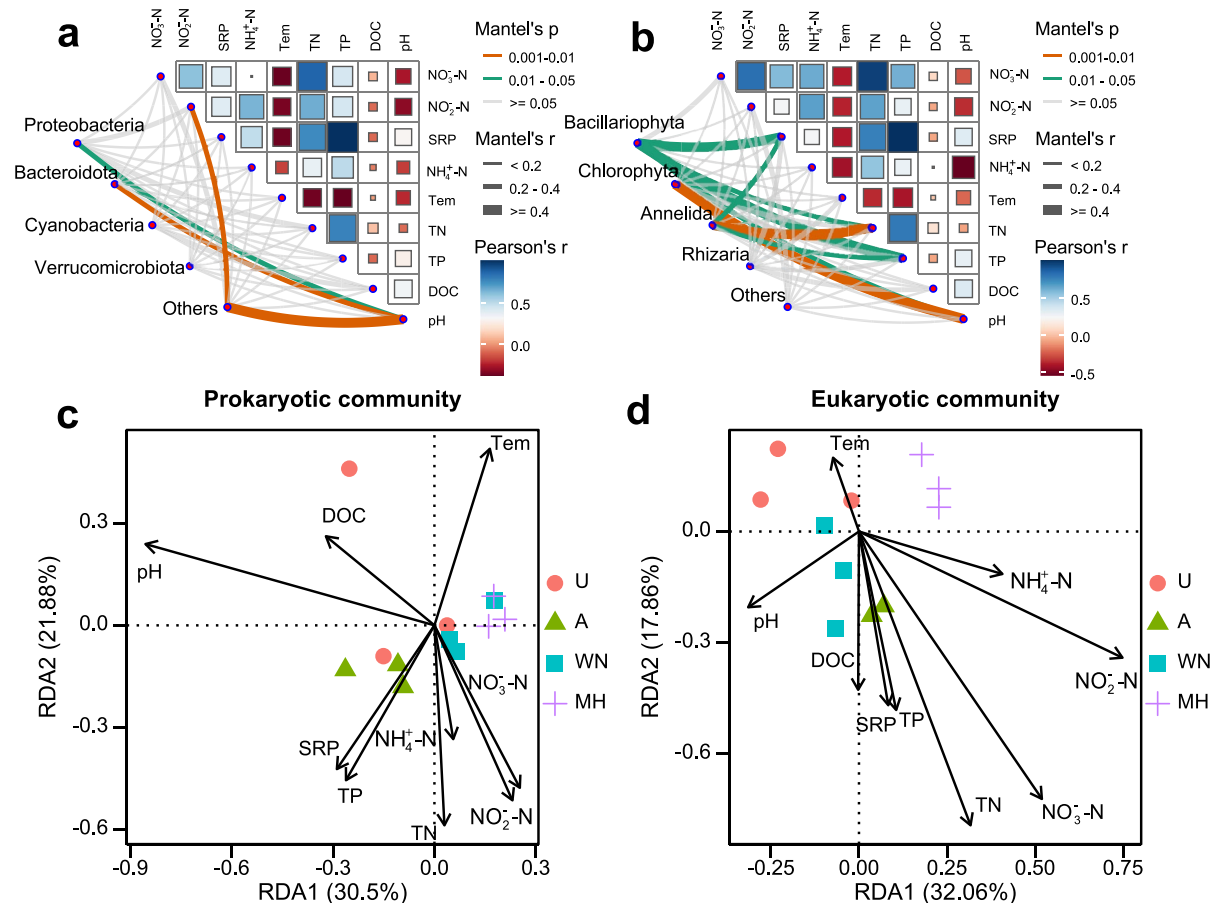 a
NO₃⁻-N
NO₂⁻-N
SRP
NH₄⁺-N
Tem
TN
TP
DOC
pH
NO₃⁻-N
NO₂⁻-N
SRP
NH₄⁺-N
Tem
TN
TP
DOC
pH
Proteobacteria
Bacteroidota
Cyanobacteria
Verrucomicrobiota
Others
Mantel's p
0.001-0.01
0.01 - 0.05
>= 0.05
Mantel's r
< 0.2
0.2 - 0.4
>= 0.4
Pearson's r
0.5
0.0
b
NO₃⁻-N
NO₂⁻-N
SRP
NH₄⁺-N
Tem
TN
TP
DOC
pH
NO₃⁻-N
NO₂⁻-N
SRP
NH₄⁺-N
Tem
TN
TP
DOC
pH
Bacillariophyta
Chlorophyta
Annelida
Rhizaria
Others
Mantel's p
0.001-0.01
0.01 - 0.05
>= 0.05
Mantel's r
< 0.2
0.2 - 0.4
>= 0.4
Pearson's r
0.5
0.0
-0.5
c
Prokaryotic community
Tem
DOC
pH
NO₃⁻-N
NH₄⁺-N
SRP
TP
NO₂⁻-N
TN
0.3
0.0
-0.3
-0.6
RDA2 (21.88%)
-0.9
-0.6
-0.3
0.0
0.3
RDA1 (30.5%)
U
A
WN
MH
d
Eukaryotic community
Tem
NH₄⁺-N
pH
DOC
NO₂⁻-N
SRP
TP
TN
NO₃⁻-N
0.0
-0.3
-0.6
RDA2 (17.86%)
-0.25
0.00
0.25
0.50
0.75
RDA1 (32.06%)
U
A
WN
MH